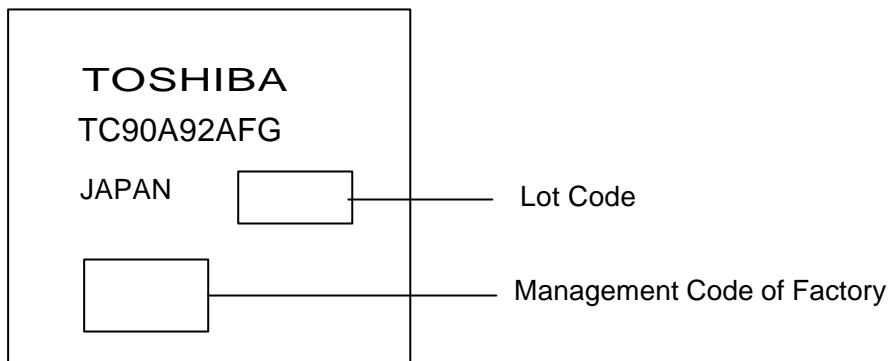 TOSHIBA
TC90A92AFG
JAPAN
Lot Code
Management Code of Factory